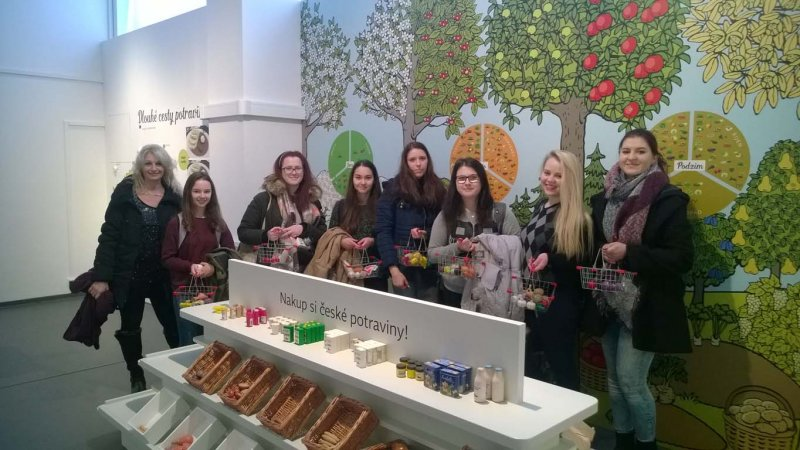 Dlouhé cesty potravin
Podzim
Nakup si české potraviny!